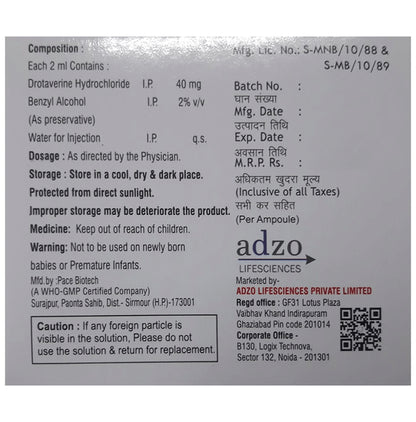 Composition :
Each 2 ml Contains :
Drotaverine Hydrochloride I.P. 40 mg
Benzyl Alcohol I.P. 2% v/v
(As preservative)
Water for Injection I.P. q.s.
Dosage : As directed by the Physician.
Storage : Store in a cool, dry & dark place.
Protected from direct sunlight.
Improper storage may be deteriorate the product.
Medicine: Keep out of reach of children.
Warning: Not to be used on newly born
babies or Premature Infants.
Mfd.by : Pace Biotech
(A WHO-GMP Certified Company)
Surajpur, Paonta Sahib, Dist.- Sirmour (H.P.)-173001
Caution : If any foreign particle is
visible in the solution, Please do not
use the solution & return for replacement.
Mfg. Lic. No.: S-MNB/10/88 &
S-MB/10/89
Batch No. :
घान संख्या
Mfg. Date :
उत्पादन तिथि
Exp. Date :
अवसान तिथि
M.R.P. Rs. :
अधिकतम खुदरा मूल्य
(Inclusive of all Taxes)
सभी कर सहित
(Per Ampoule)
adzo
LIFESCIENCES
Marketed by-
ADZO LIFESCIENCES PRIVATE LIMITED
Regd office : GF31 Lotus Plaza
Vaibhav Khand Indirapuram
Ghaziabad Pin code 201014
Corporate Office -
B130, Logix Technova,
Sector 132, Noida - 201301